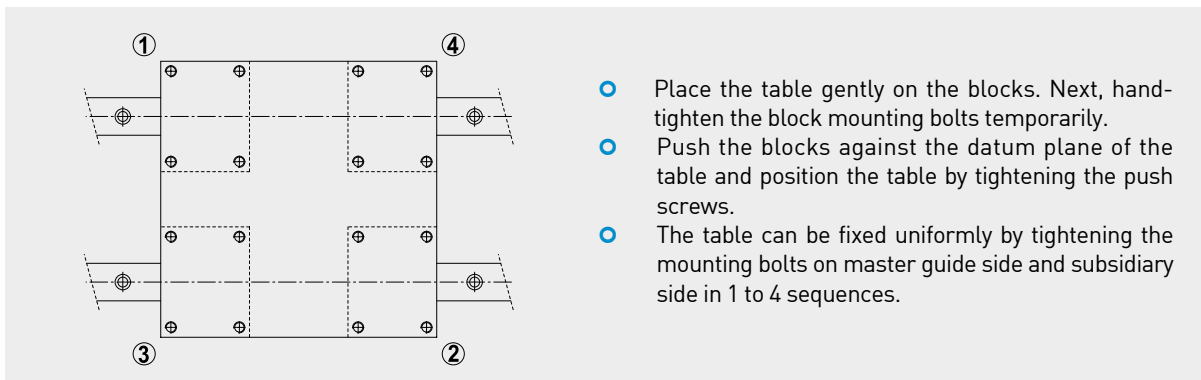 1
4
3
2
Place the table gently on the blocks. Next, hand-
tighten the block mounting bolts temporarily.
Push the blocks against the datum plane of the
table and position the table by tightening the push
screws.
The table can be fixed uniformly by tightening the
mounting bolts on master guide side and subsidiary
side in 1 to 4 sequences.